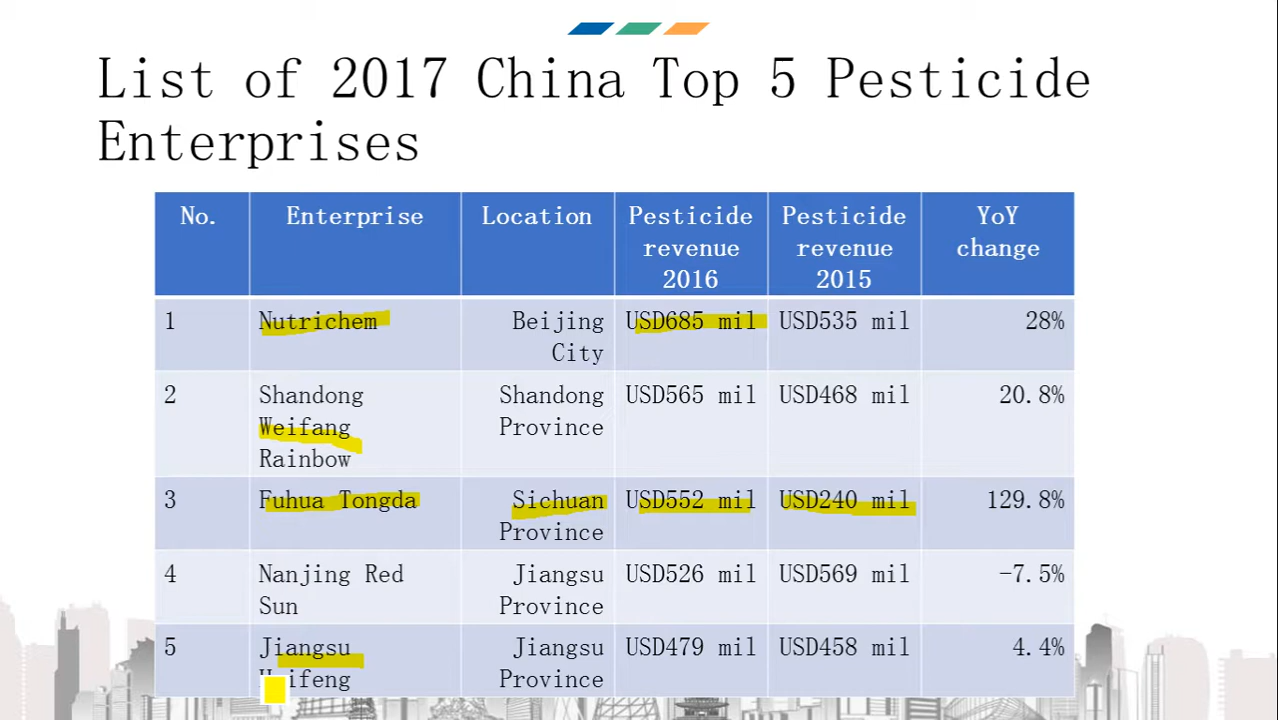 List of 2017 China Top 5 Pesticide
Enterprises
No. Enterprise Location Pesticide revenue 2016 Pesticide revenue 2015 YoY change
1 Nutrichem Beijing City USD685 mil USD535 mil 28%
2 Shandong Weifang Rainbow Shandong Province USD565 mil USD468 mil 20.8%
3 Fuhua Tongda Sichuan Province USD552 mil USD240 mil 129.8%
4 Nanjing Red Sun Jiangsu Province USD526 mil USD569 mil -7.5%
5 Jiangsu Jiangsu Province USD479 mil USD458 mil 4.4%